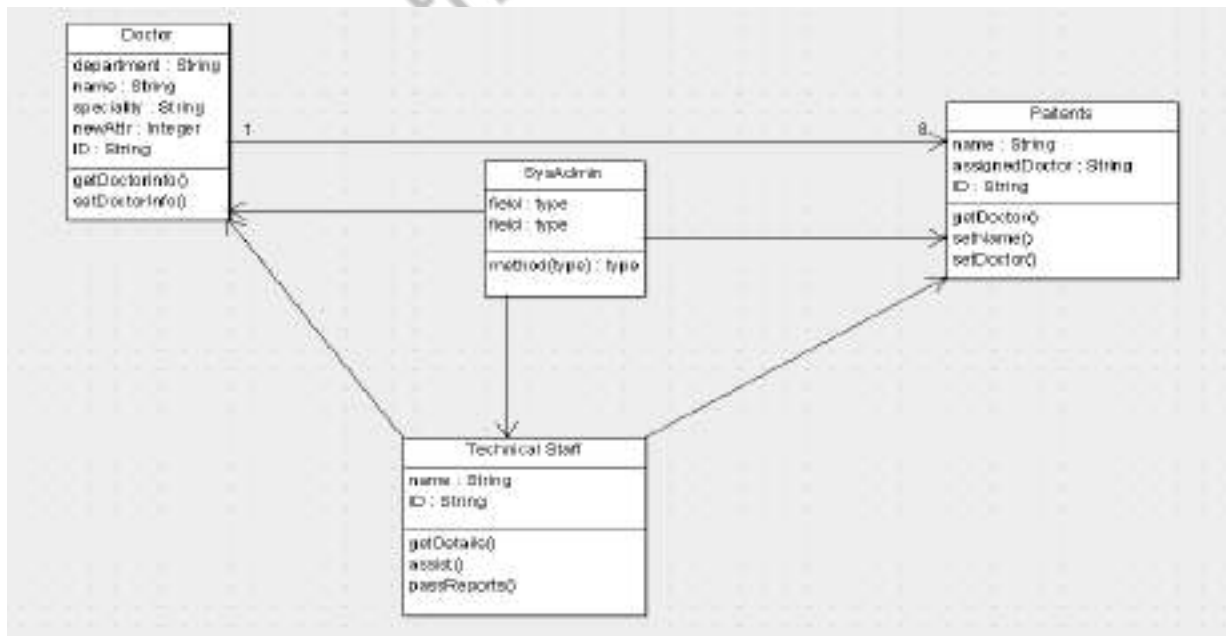 Doctor
department : String
name : String
speciality : String
newAttr : Integer
ID : String
getDoctorInfo()
setDoctorInfo()
1
8
SysAdmin
field : type
field : type
method(type) : type
Patients
name : String
assignedDoctor : String
ID : String
getDoctor()
setName()
setDoctor()
Technical Staff
name : String
ID : String
getDetails()
assist()
passReports()